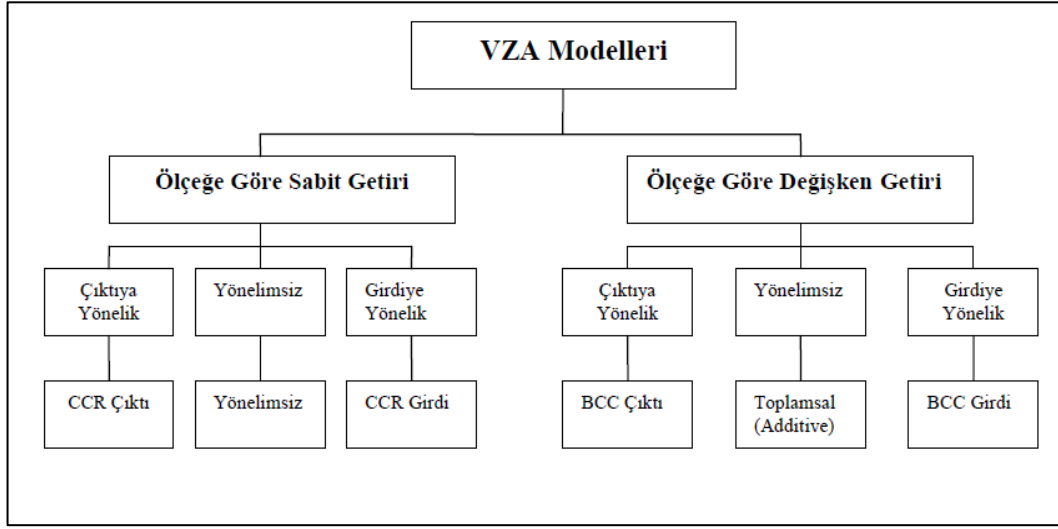 VZA Modelleri
Ölçeğe Göre Sabit Getiri
Ölçeğe Göre Değişken Getiri
Çıktıya
Yönelik
Yönelimsiz
Girdiye
Yönelik
Çıktıya
Yönelik
Yönelimsiz
Girdiye
Yönelik
CCR Çıktı
Yönelimsiz
CCR Girdi
BCC Çıktı
Toplamsal
(Additive)
BCC Girdi